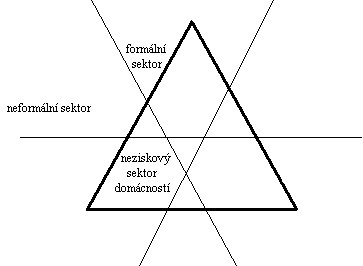 formální
sektor
neformální sektor
neziskový
sektor
domácností